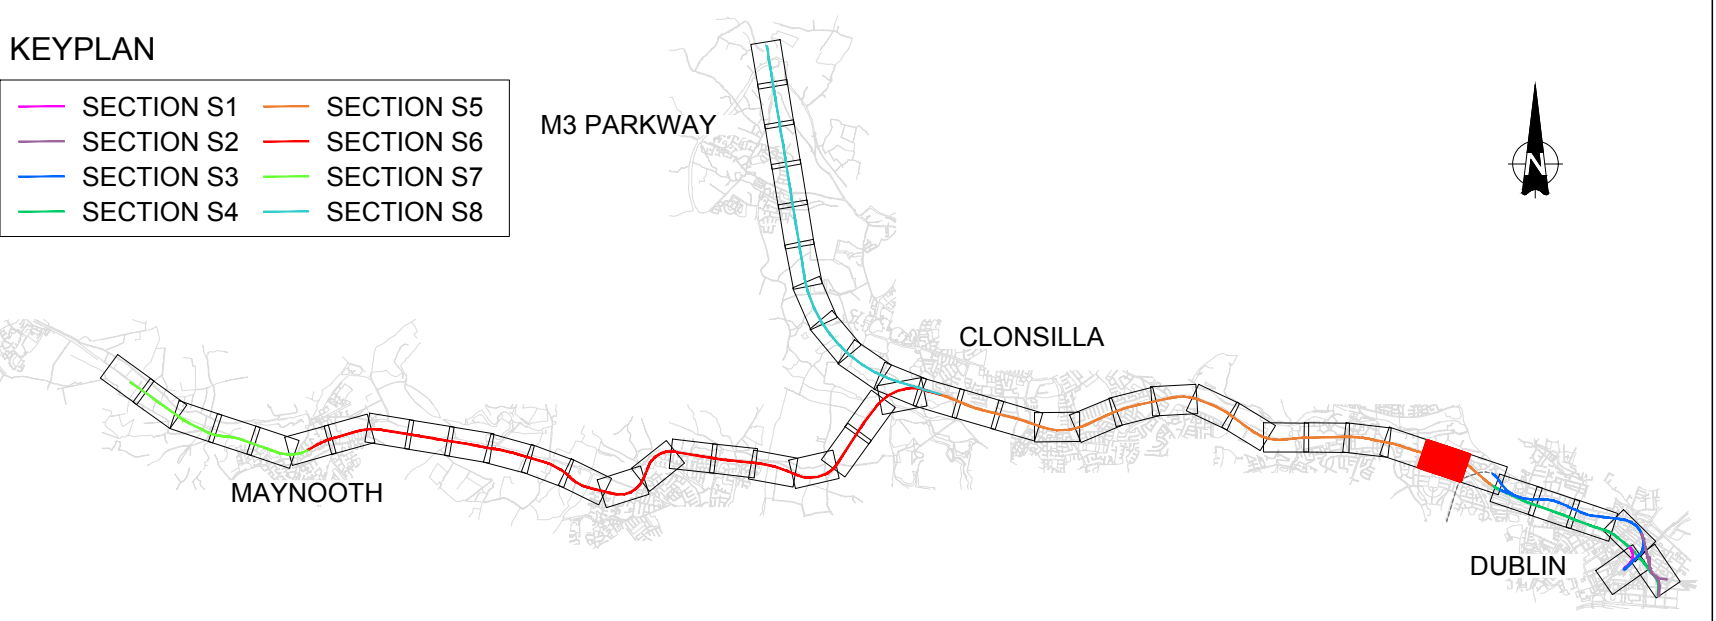 KEYPLAN
SECTION S1 SECTION S5
SECTION S2 SECTION S6
SECTION S3 SECTION S7
SECTION S4 SECTION S8
M3 PARKWAY
N
CLONSILLA
MAYNOOTH
DUBLIN